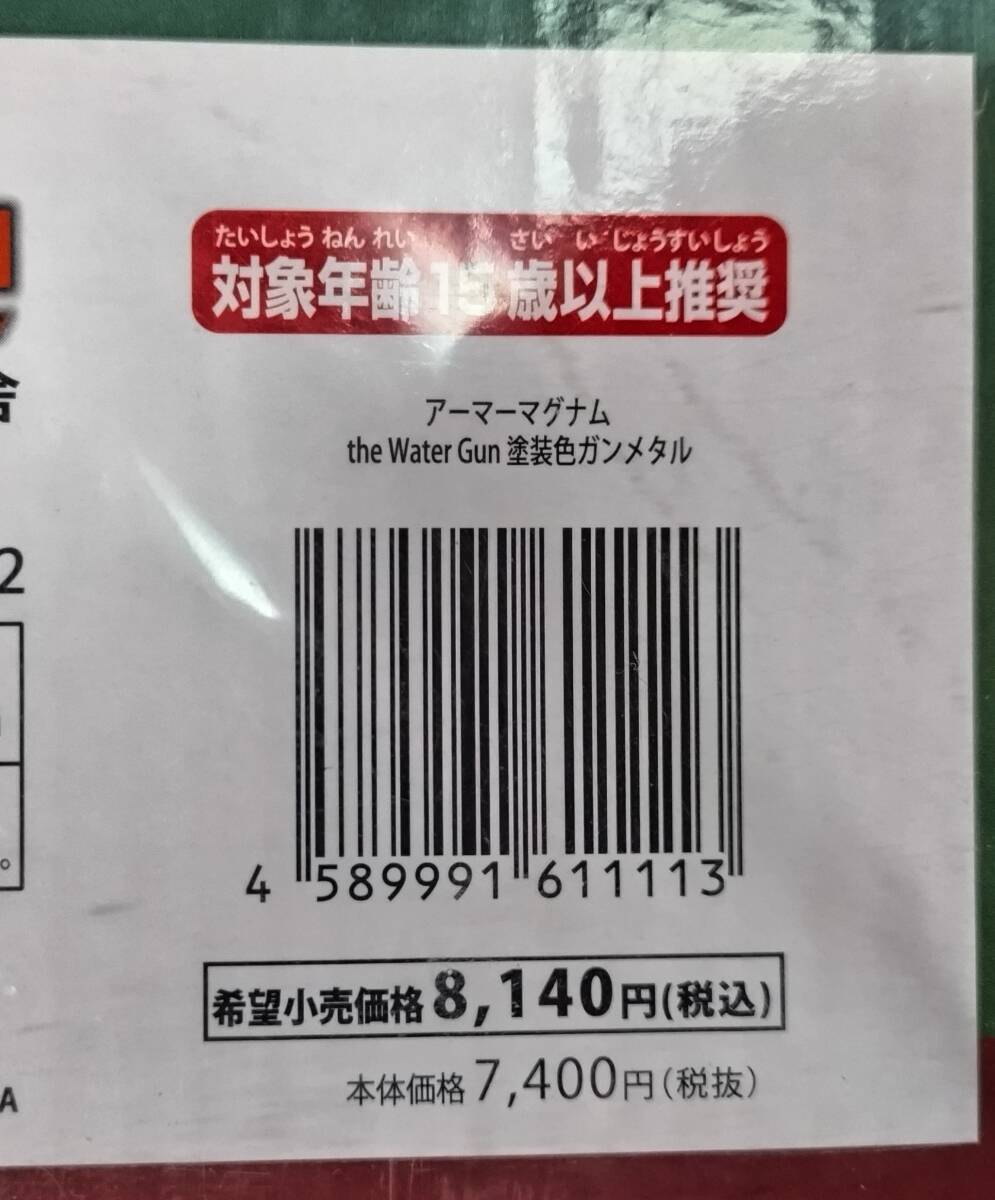 たいしょう ねん れい さい い じょうすいしょう
対象年齢15歳以上推奨
アーマーマグナム
the Water Gun 塗装色ガンメタル
2
4 589991 611113
希望小売価格8,140円(税込)
本体価格7,400円(税抜)
A